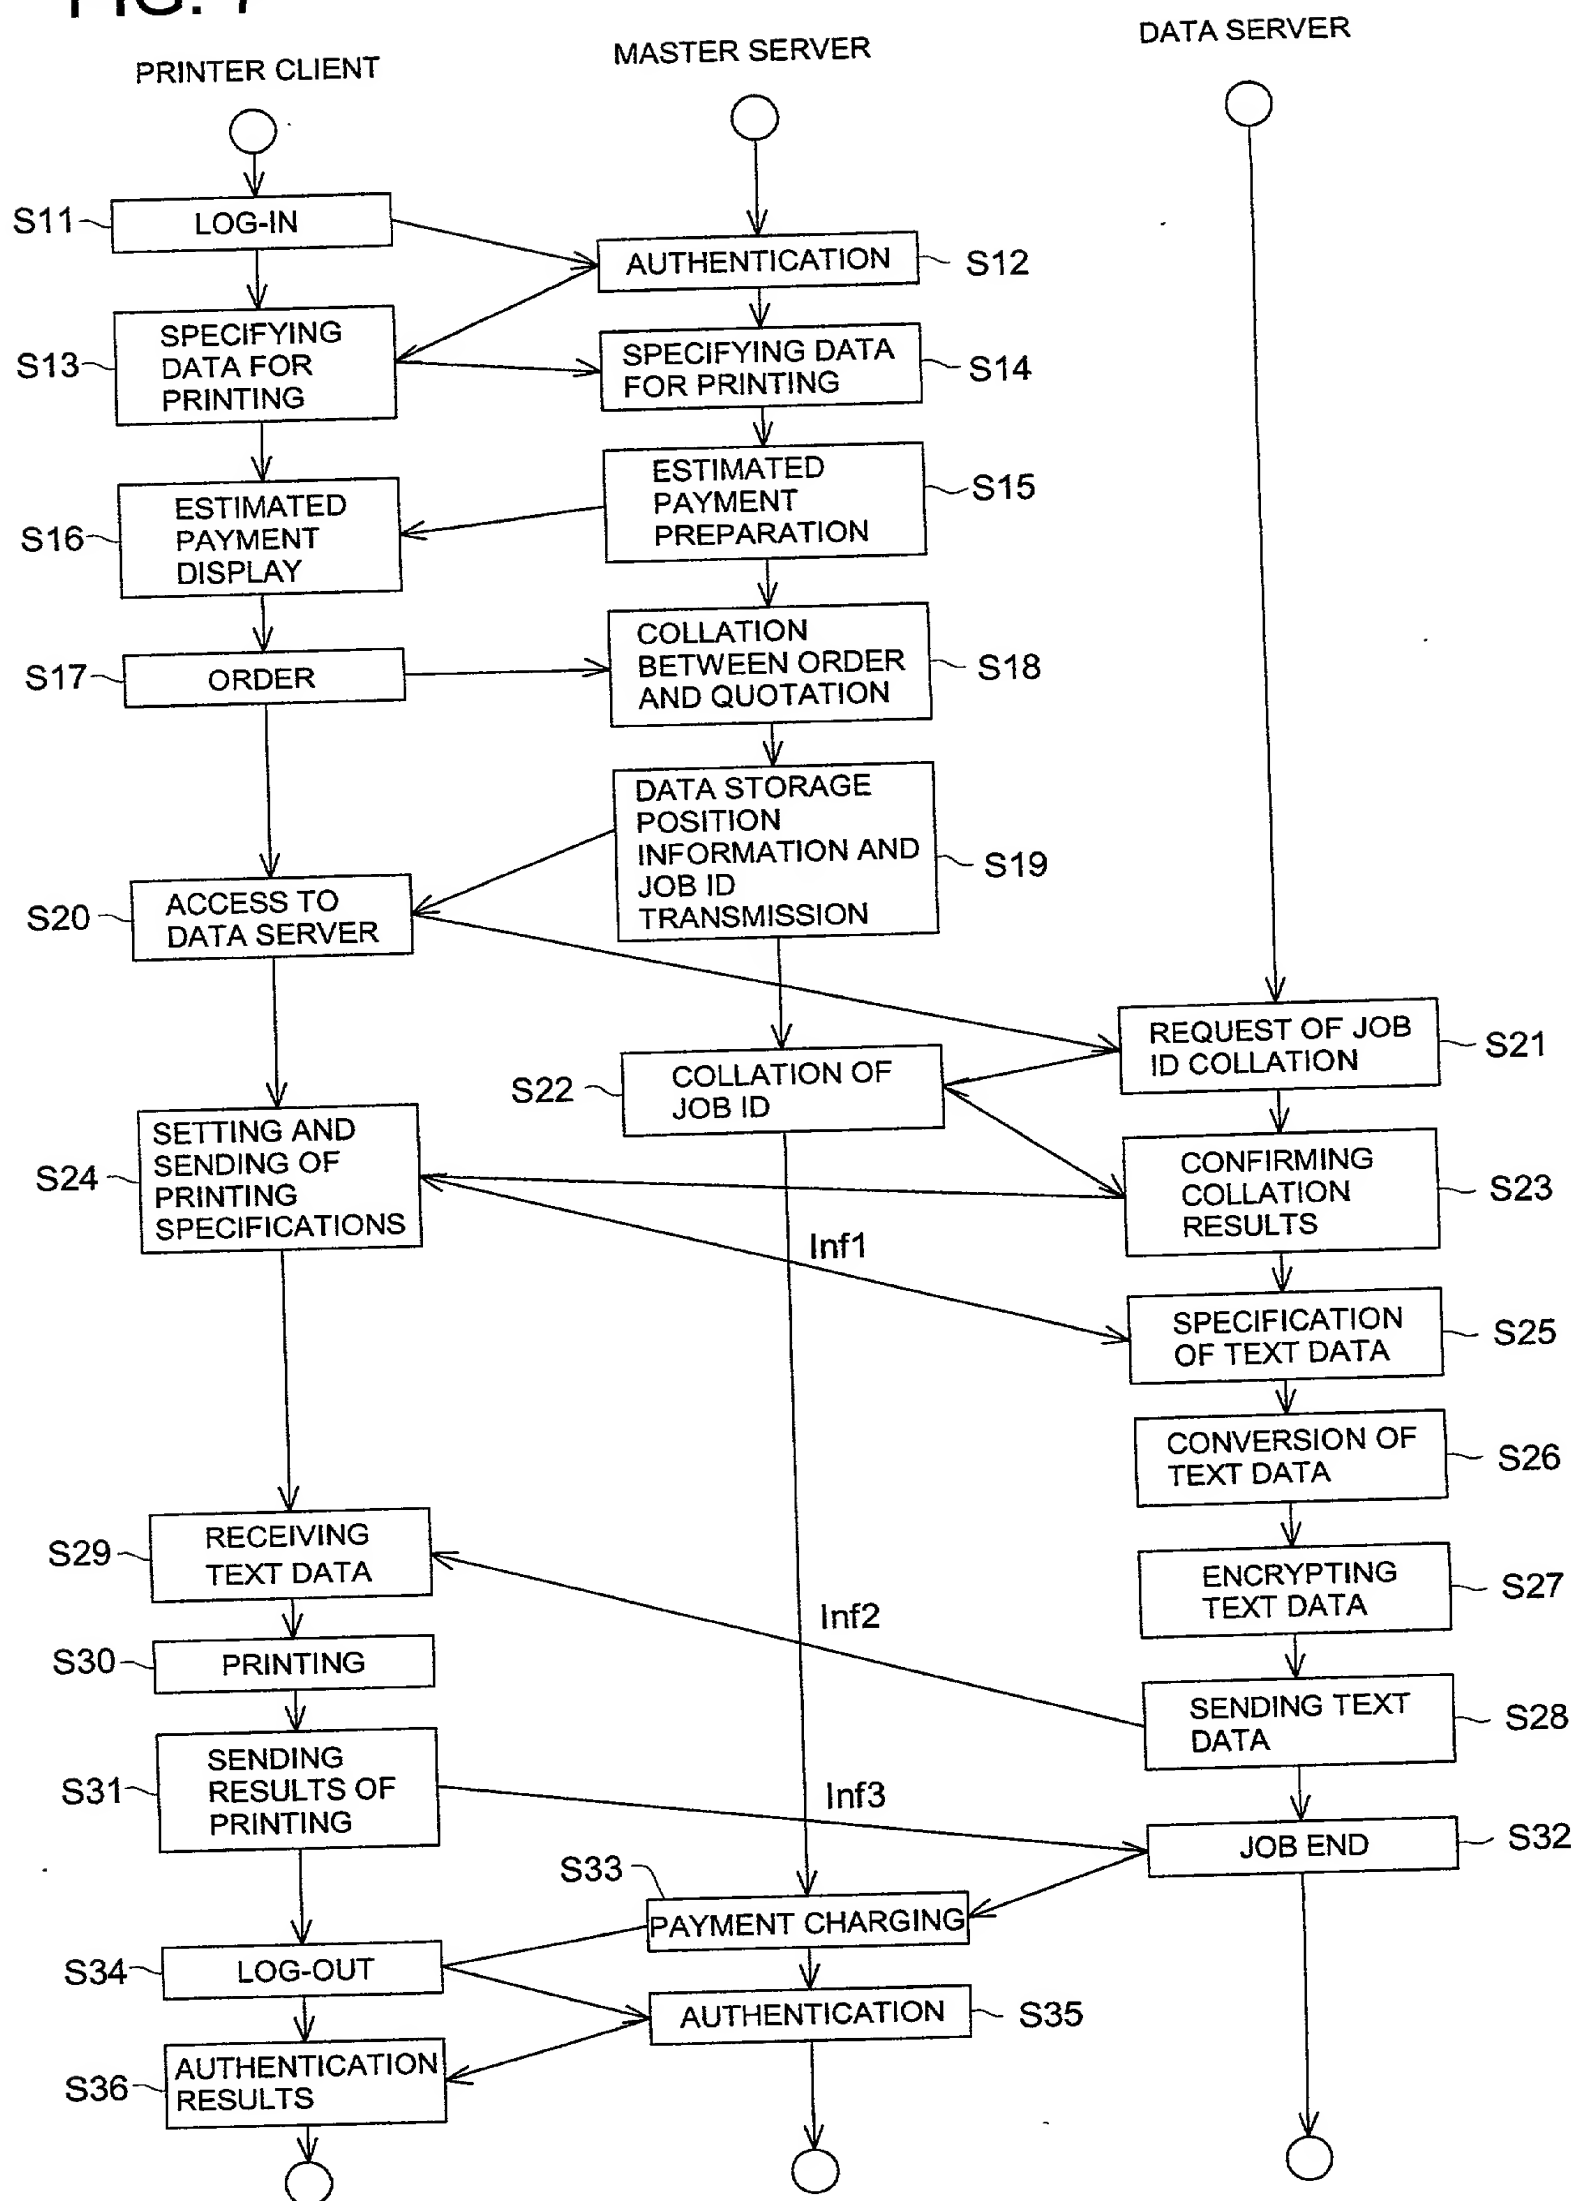 FIG. 7
PRINTER CLIENT
MASTER SERVER
DATA SERVER
S11
LOG-IN
AUTHENTICATION
S12
S13
SPECIFYING
DATA FOR
PRINTING
SPECIFYING DATA
FOR PRINTING
S14
ESTIMATED
PAYMENT
PREPARATION
S15
S16
ESTIMATED
PAYMENT
DISPLAY
S17
ORDER
COLLATION
BETWEEN ORDER
AND QUOTATION
S18
DATA STORAGE
POSITION
INFORMATION AND
JOB ID
TRANSMISSION
S19
S20
ACCESS TO
DATA SERVER
REQUEST OF JOB
ID COLLATION
S21
S22
COLLATION OF
JOB ID
S24
SETTING AND
SENDING OF
PRINTING
SPECIFICATIONS
CONFIRMING
COLLATION
RESULTS
S23
Inf1
SPECIFICATION
OF TEXT DATA
S25
CONVERSION OF
TEXT DATA
S26
S29
RECEIVING
TEXT DATA
ENCRYPTING
TEXT DATA
S27
Inf2
S30
PRINTING
SENDING TEXT
DATA
S28
S31
SENDING
RESULTS OF
PRINTING
Inf3
JOB END
S32
S33
PAYMENT CHARGING
S34
LOG-OUT
AUTHENTICATION
S35
S36
AUTHENTICATION
RESULTS